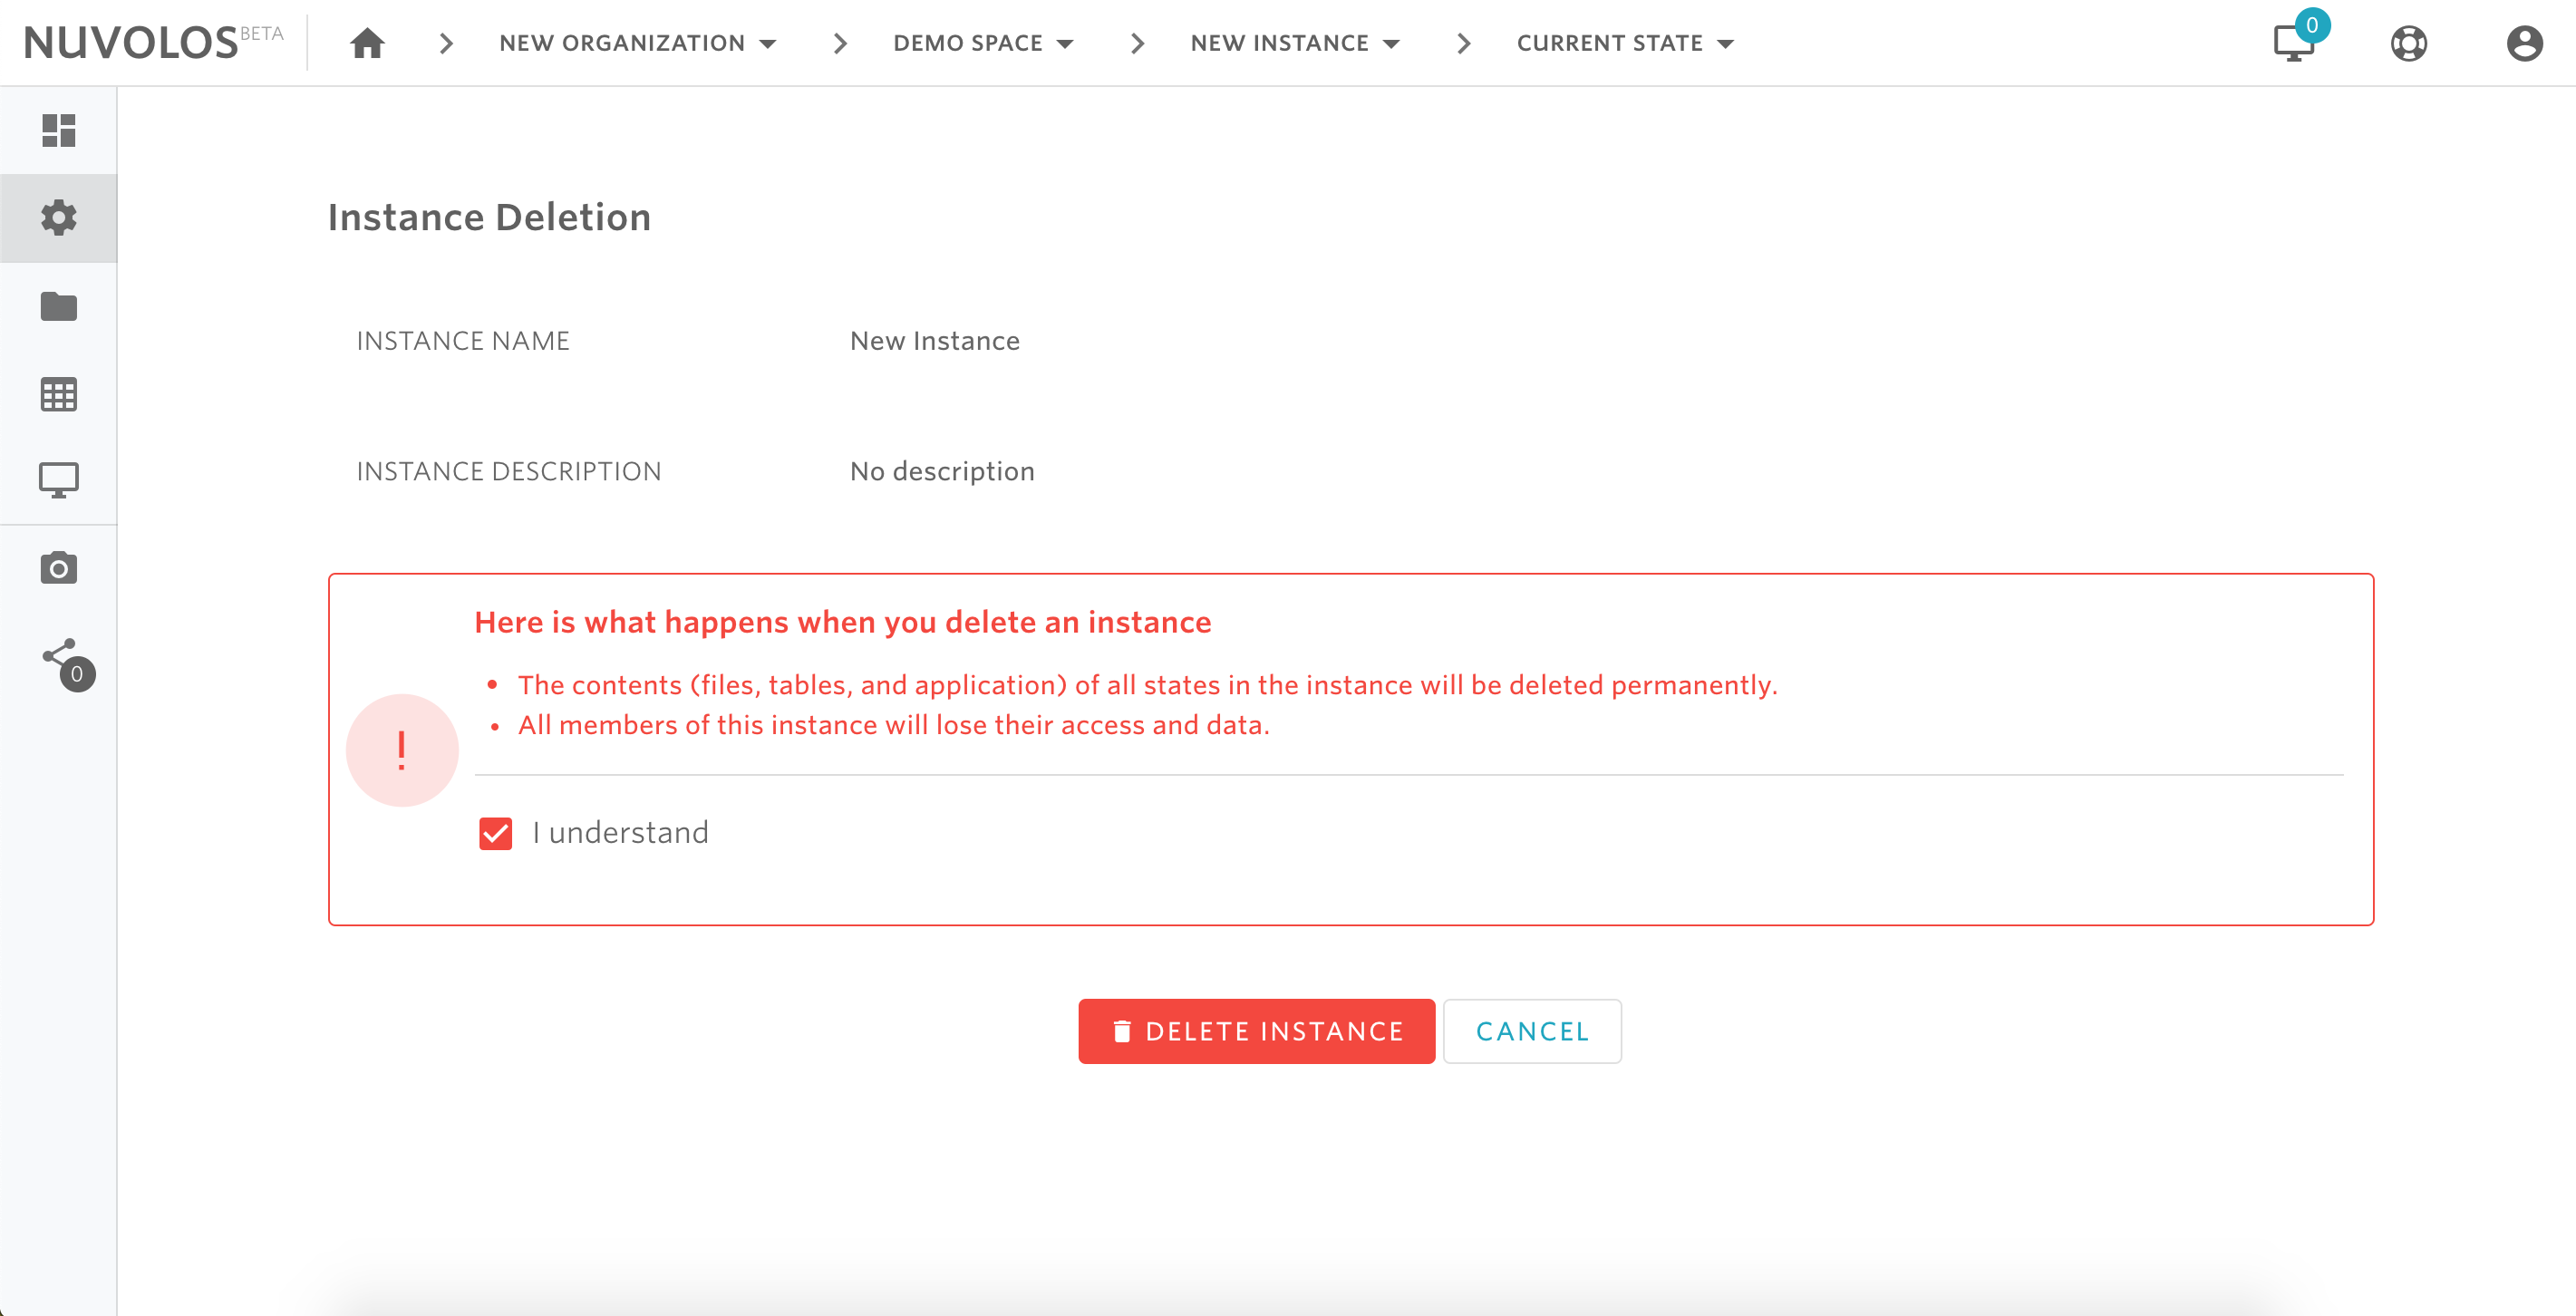 NUVOLOS BETA
NEW ORGANIZATION
DEMO SPACE
NEW INSTANCE
CURRENT STATE
0
Instance Deletion
INSTANCE NAME New Instance
INSTANCE DESCRIPTION No description
0
Here is what happens when you delete an instance
• The contents (files, tables, and application) of all states in the instance will be deleted permanently.
• All members of this instance will lose their access and data.
!
I understand
DELETE INSTANCE
CANCEL